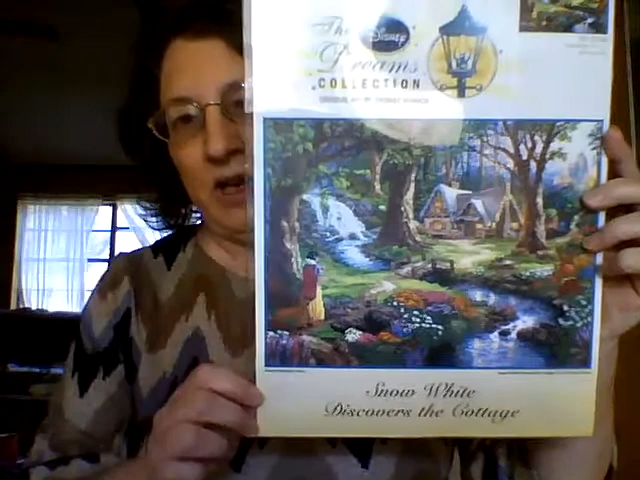 The
Disney
Dreams
COLLECTION
Snow White
Discovers the Cottage